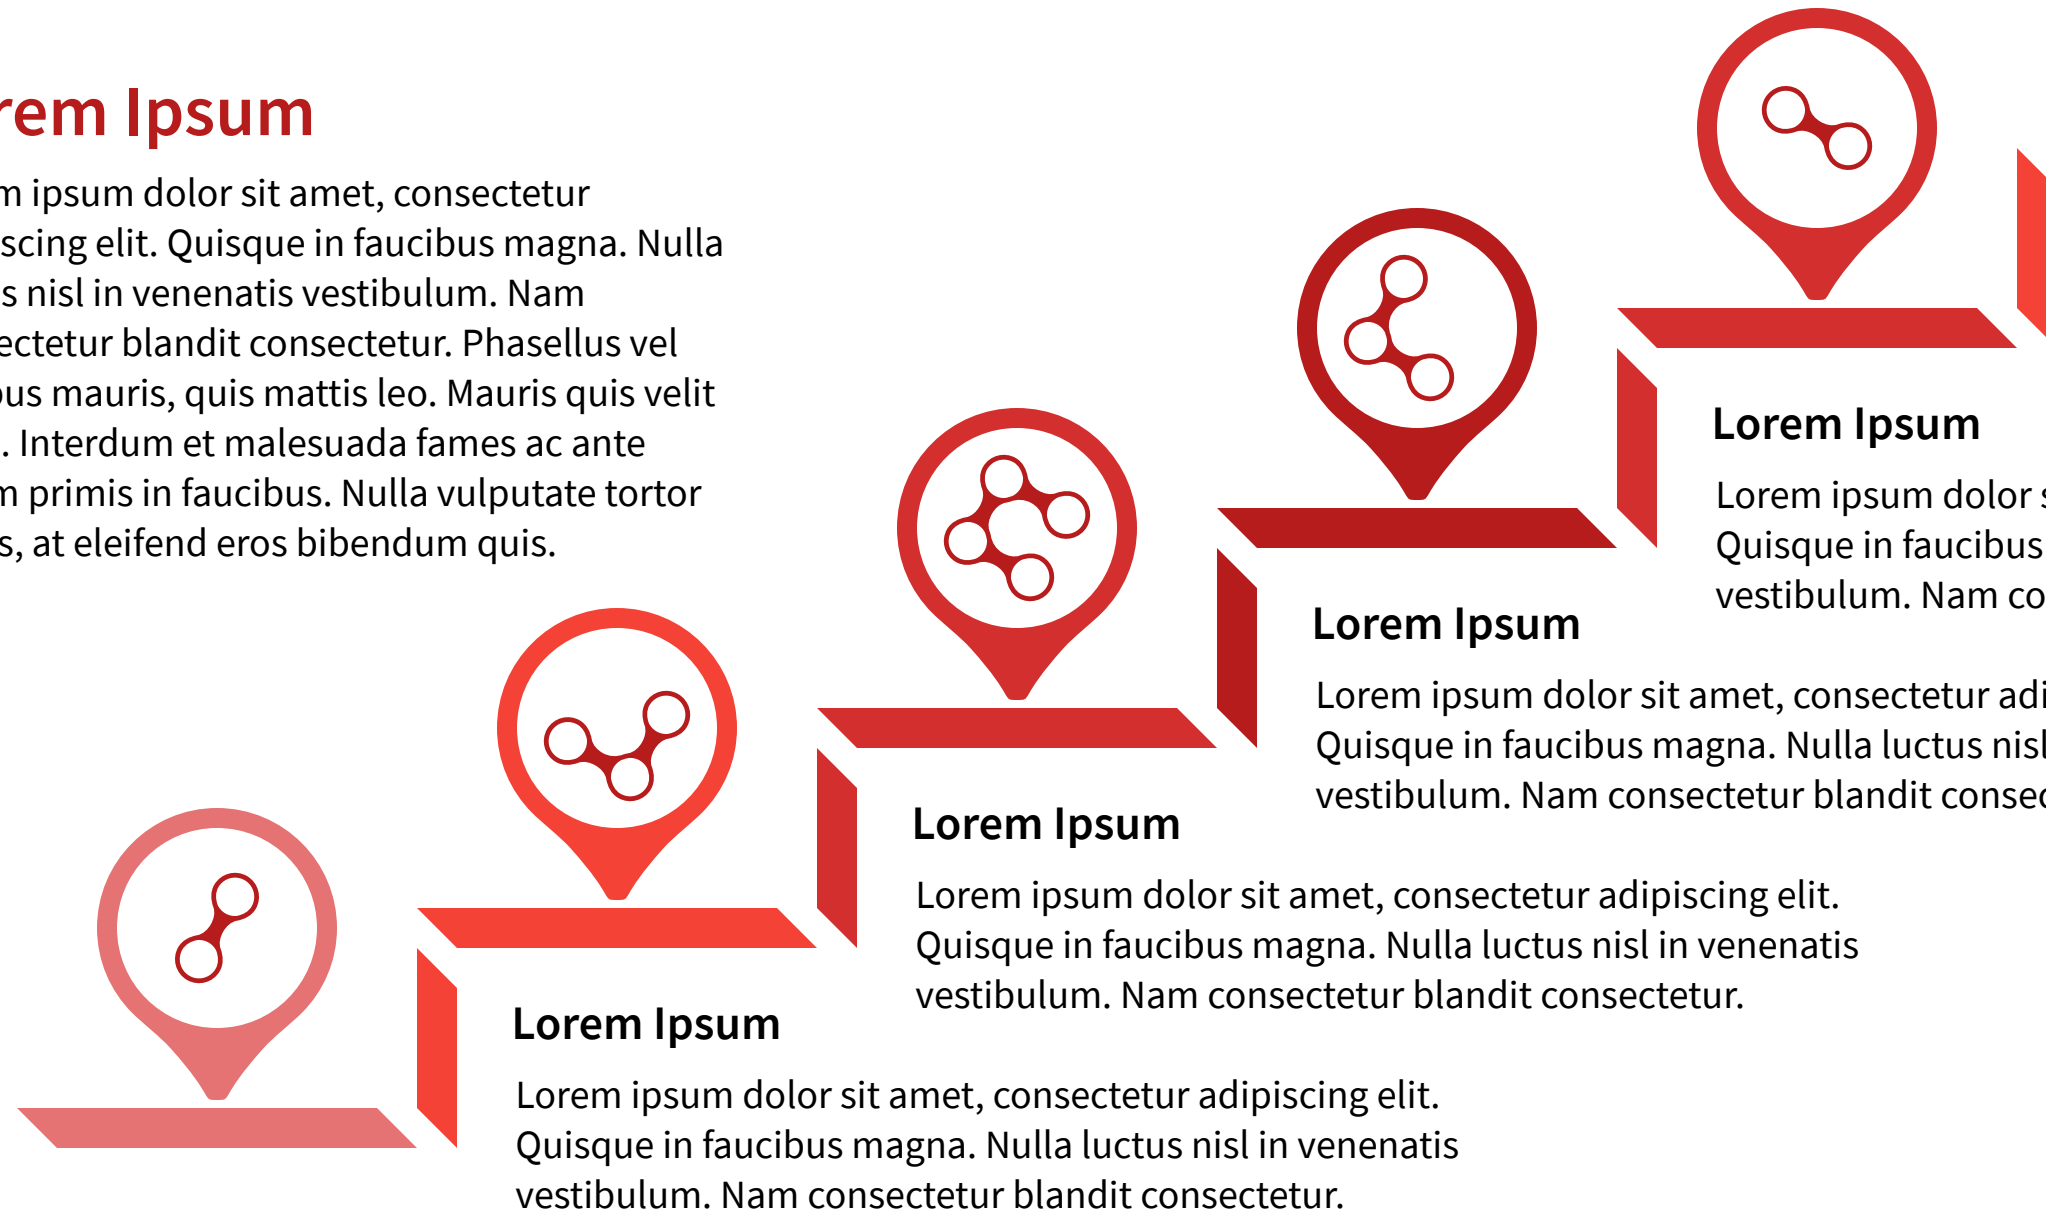 rem Ipsum
m ipsum dolor sit amet, consectetur
scing elit. Quisque in faucibus magna. Nulla
s nisl in venenatis vestibulum. Nam
ectetur blandit consectetur. Phasellus vel
ous mauris, quis mattis leo. Mauris quis velit
. Interdum et malesuada fames ac ante
m primis in faucibus. Nulla vulputate tortor
s, at eleifend eros bibendum quis.
Lorem Ipsum
Lorem ipsum dolor s
Quisque in faucibus
vestibulum. Nam co
Lorem Ipsum
Lorem ipsum dolor sit amet, consectetur adi
Quisque in faucibus magna. Nulla luctus nisl
vestibulum. Nam consectetur blandit consec
Lorem Ipsum
Lorem ipsum dolor sit amet, consectetur adipiscing elit.
Quisque in faucibus magna. Nulla luctus nisl in venenatis
vestibulum. Nam consectetur blandit consectetur.
Lorem Ipsum
Lorem ipsum dolor sit amet, consectetur adipiscing elit.
Quisque in faucibus magna. Nulla luctus nisl in venenatis
vestibulum. Nam consectetur blandit consectetur.